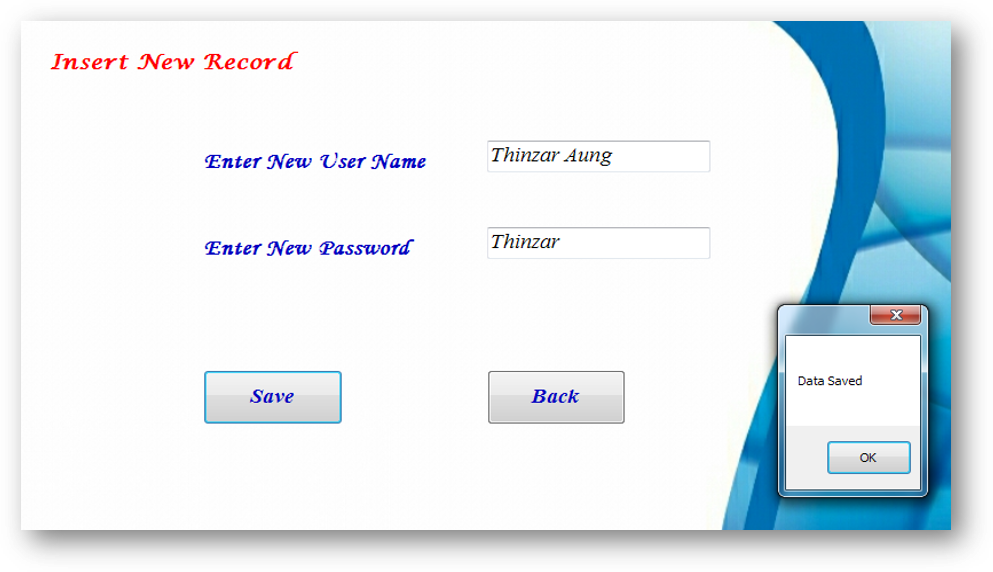 Insert New Record
Enter New User Name
Thinzar Aung
Enter New Password
Thinzar
Save
Back
Data Saved
OK